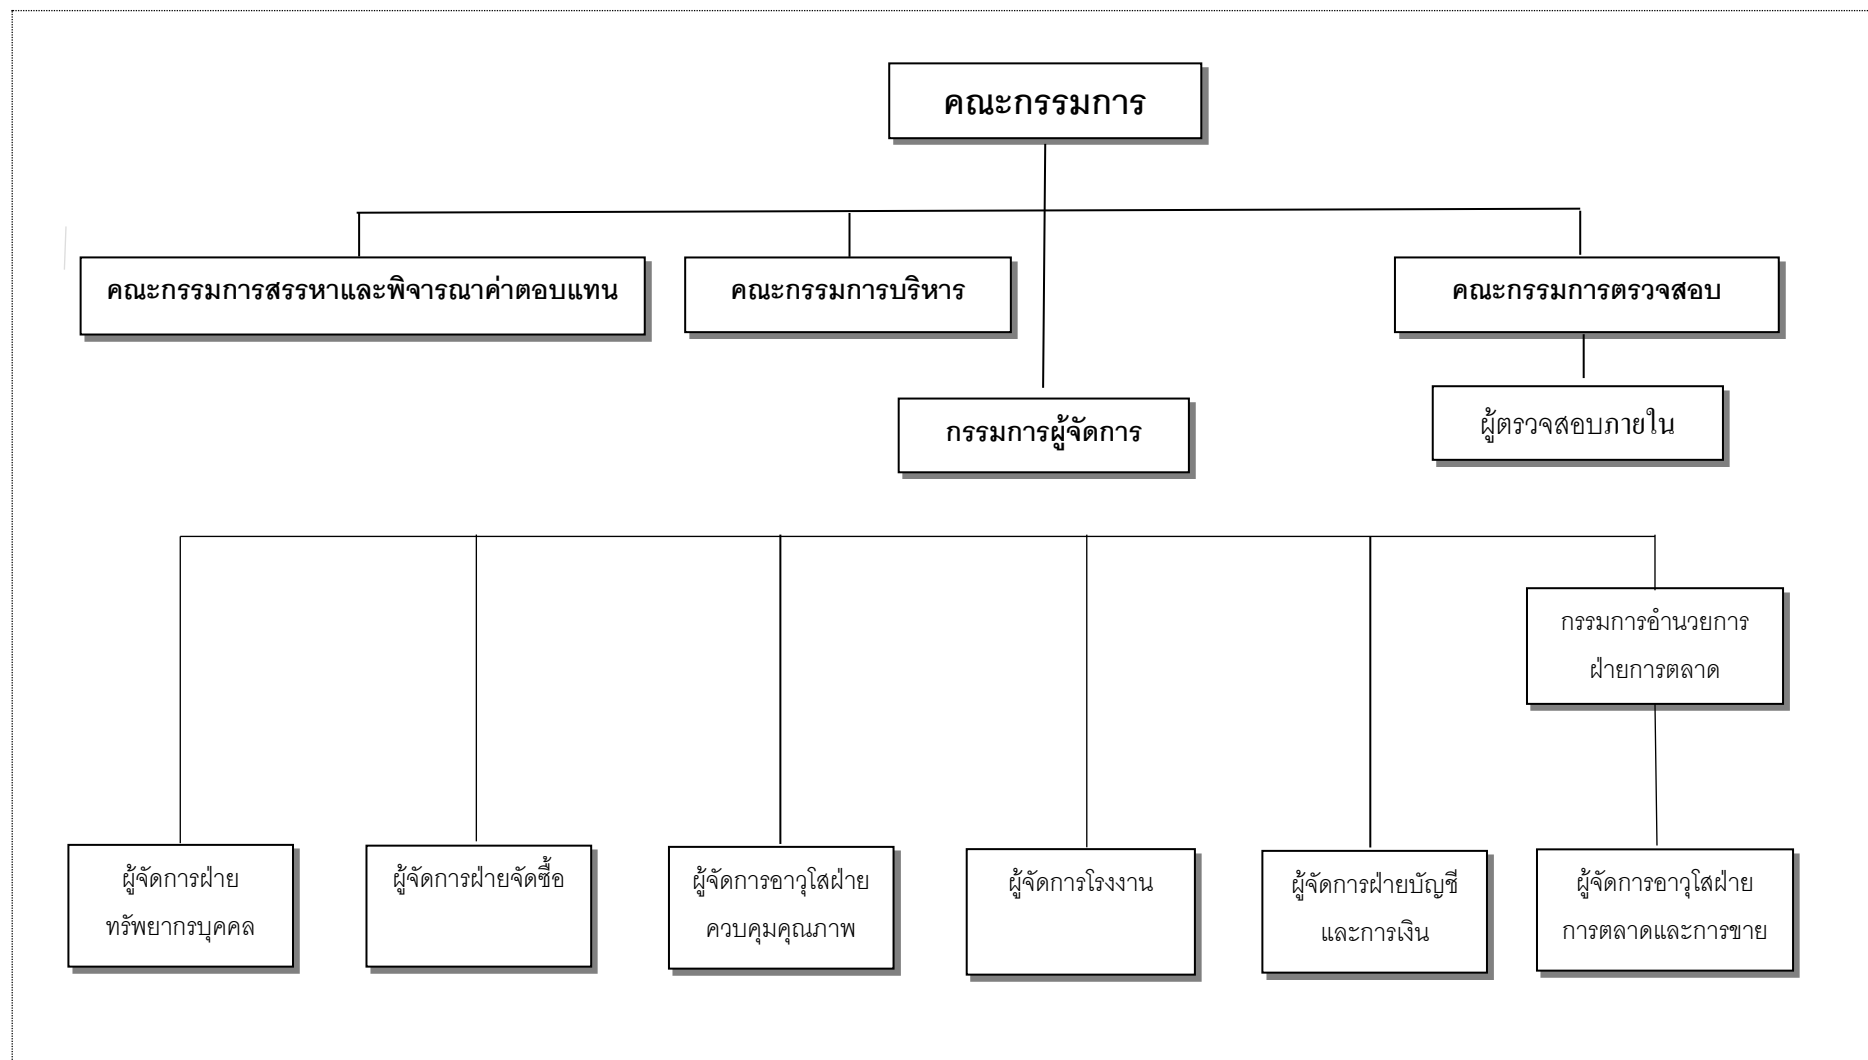 คณะกรรมการ
คณะกรรมการสรรหาและพิจารณาค่าตอบแทน
คณะกรรมการบริหาร
คณะกรรมการตรวจสอบ
กรรมการผู้จัดการ
ผู้ตรวจสอบภายใน
กรรมการอำนวยการ
ฝ่ายการตลาด
ผู้จัดการฝ่าย
ทรัพยากรบุคคล
ผู้จัดการฝ่ายจัดซื้อ
ผู้จัดการอาวุโสฝ่าย
ควบคุมคุณภาพ
ผู้จัดการโรงงาน
ผู้จัดการฝ่ายบัญชี
และการเงิน
ผู้จัดการอาวุโสฝ่าย
การตลาดและการขาย